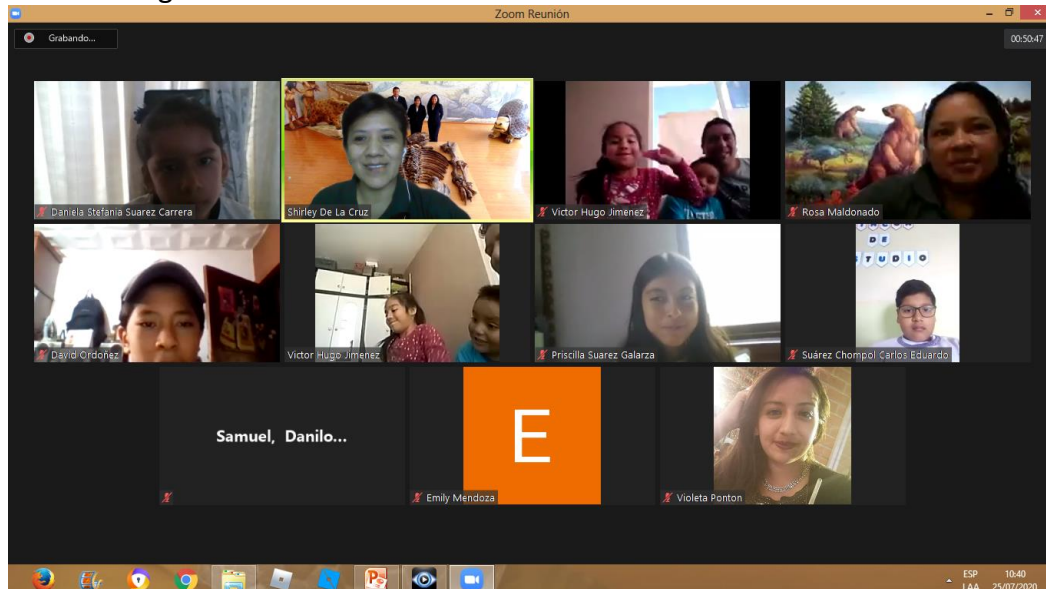 Zoom Reunión
Grabando...
00:50:47
Daniela Stefania Suarez Carrera
Shirley De La Cruz
Victor Hugo Jimenez
Rosa Maldonado
David Ordoñez
Victor Hugo Jimenez
Priscilla Suarez Galarza
DE
TUDIO
Suárez Chompol Carlos Eduardo
Samuel, Danilo...
E
Emily Mendoza
Violeta Ponton
ESP
LAA
10:40
25/07/2020